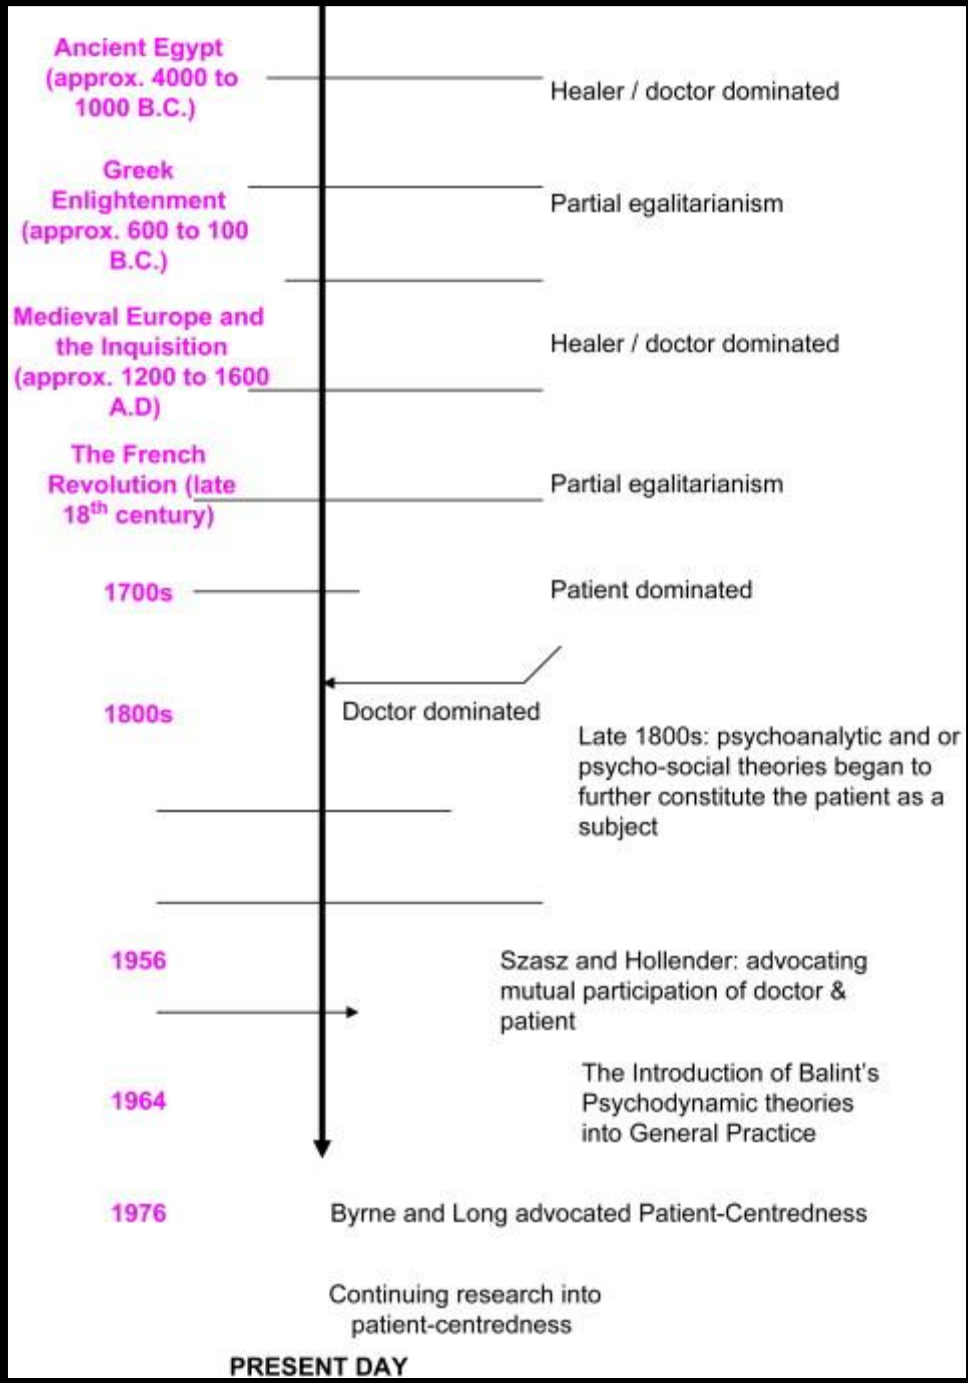 Ancient Egypt
(approx. 4000 to
1000 B.C.)
Healer / doctor dominated
Greek
Enlightenment
(approx. 600 to 100
B.C.)
Partial egalitarianism
Medieval Europe and
the Inquisition
(approx. 1200 to 1600
A.D)
Healer / doctor dominated
The French
Revolution (late
18th century)
Partial egalitarianism
1700s
Patient dominated
1800s
Doctor dominated
Late 1800s: psychoanalytic and or
psycho-social theories began to
further constitute the patient as a
subject
1956
Szasz and Hollender: advocating
mutual participation of doctor &
patient
1964
The Introduction of Balint's
Psychodynamic theories
into General Practice
1976
Byrne and Long advocated Patient-Centredness
Continuing research into
patient-centredness
PRESENT DAY